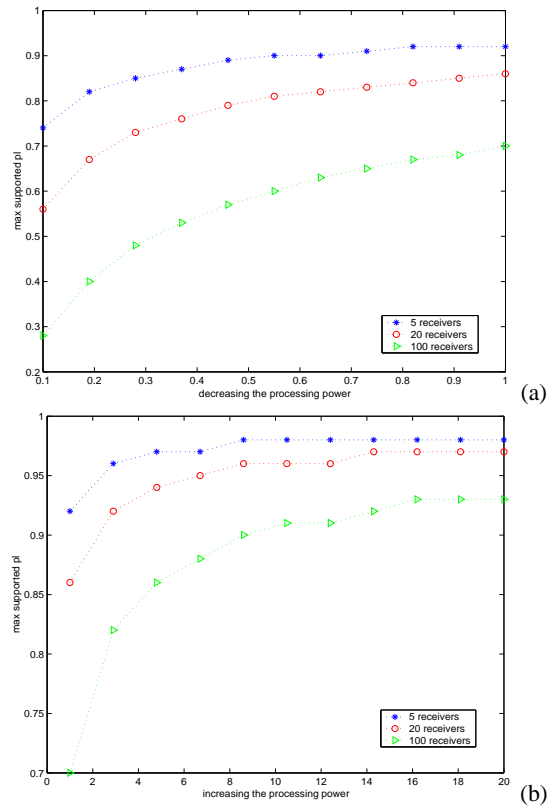 1
0.9
0.8
0.7
0.6
0.5
0.4
0.3
0.2
max supported pl
5 receivers
20 receivers
100 receivers
0.1 0.2 0.3 0.4 0.5 0.6 0.7 0.8 0.9 1
decreasing the processing power
(a)
1
0.95
0.9
0.85
0.8
0.75
0.7
max supported pl
5 receivers
20 receivers
100 receivers
0 2 4 6 8 10 12 14 16 18 20
increasing the processing power
(b)